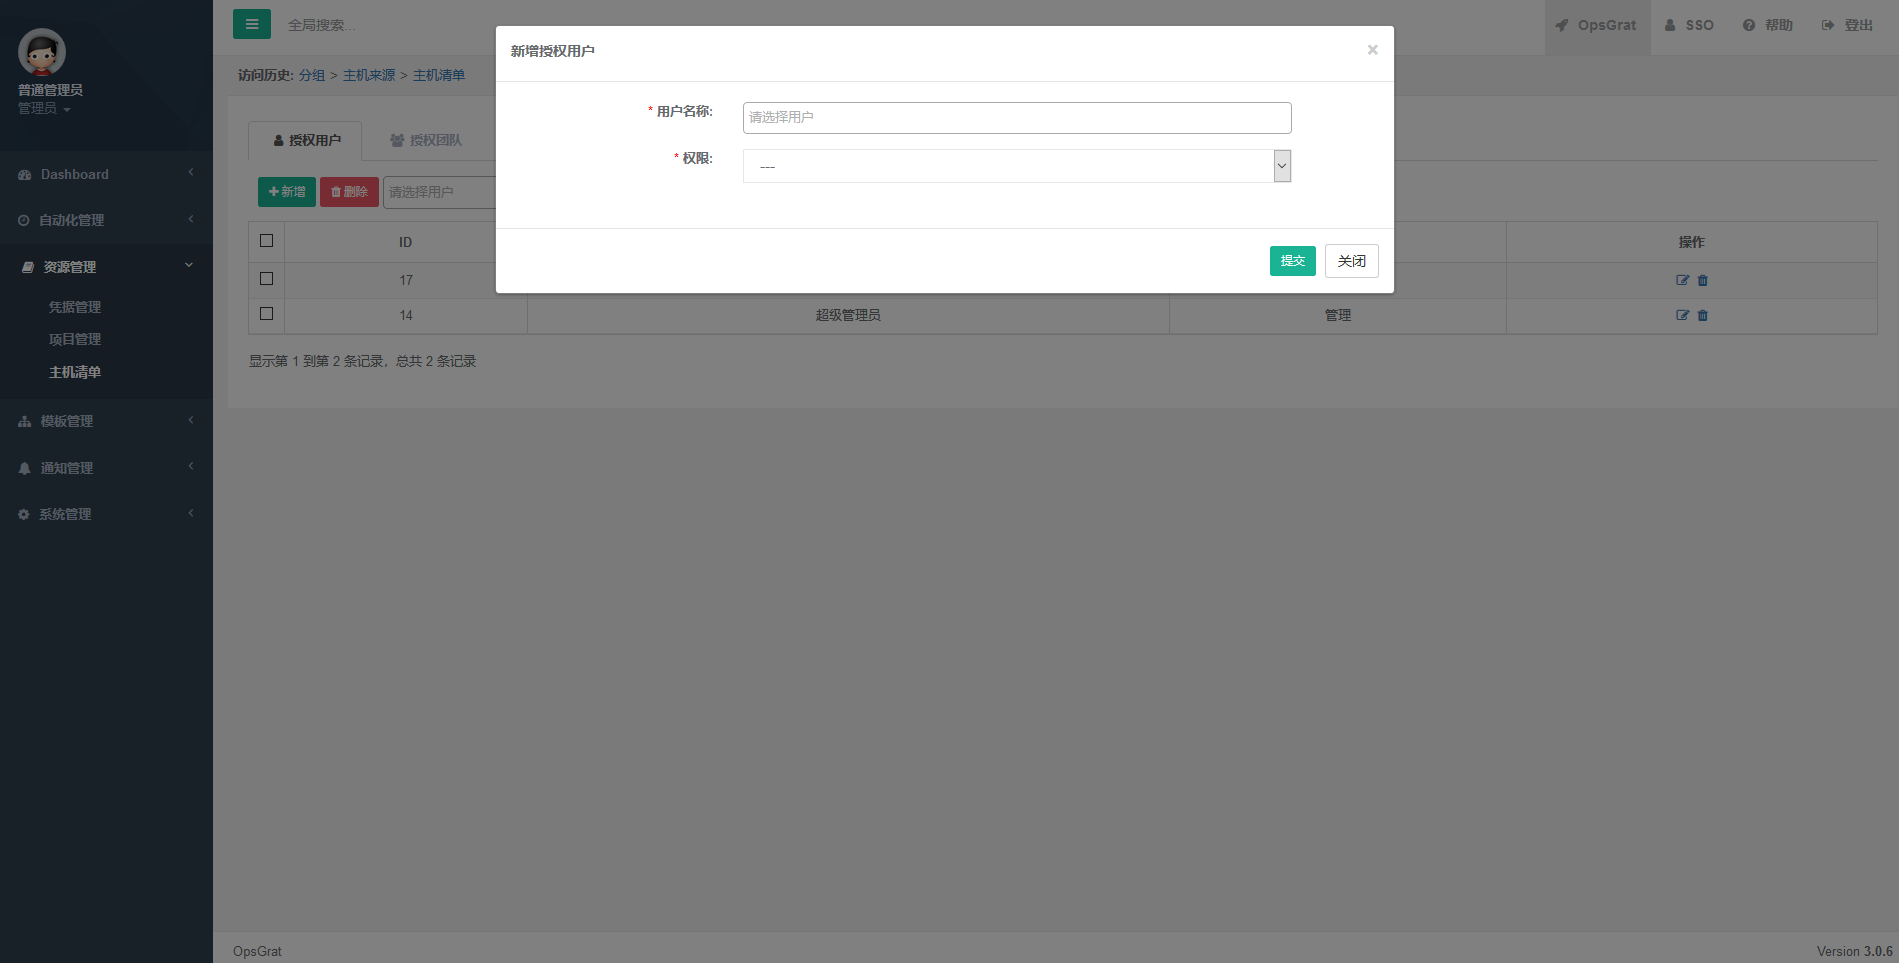 全局搜索...
OpsGrat
SSO
帮助
登出
普通管理员
管理员
Dashboard
自动化管理
资源管理
凭据管理
项目管理
主机清单
模板管理
通知管理
系统管理
访问历史: 分组 > 主机来源 > 主机清单
授权用户
授权团队
新增
删除
请选择用户
ID
操作
17
14
超级管理员
管理
显示第 1 到第 2 条记录，总共 2 条记录
新增授权用户
×
* 用户名称:
请选择用户
* 权限:
---
提交
关闭
OpsGrat
Version 3.0.6